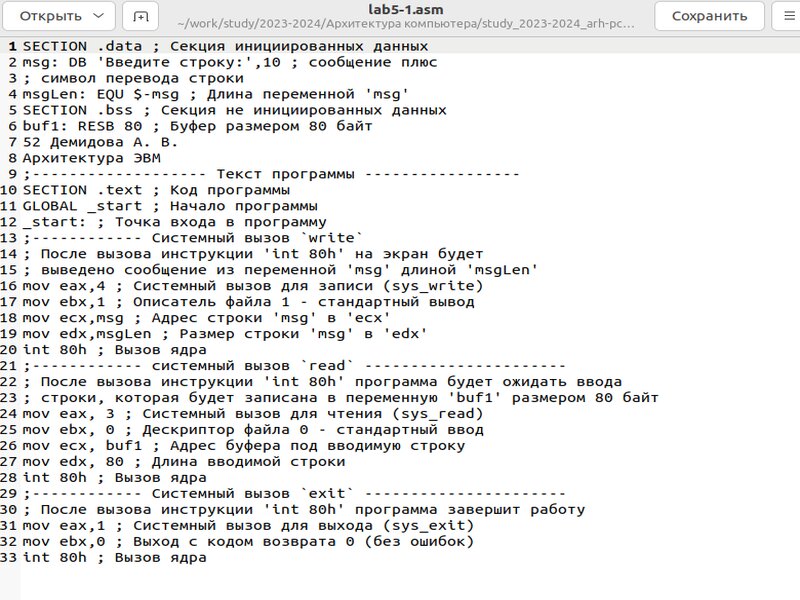 Открыть
lab5-1.asm
~/work/study/2023-2024/Архитектура компьютера/study_2023-2024_arh-pc...
Сохранить
1 SECTION .data ; Секция инициированных данных
2 msg: DB 'Введите строку:',10 ; сообщение плюс
3 ; символ перевода строки
4 msgLen: EQU $-msg ; Длина переменной 'msg'
5 SECTION .bss ; Секция не инициированных данных
6 buf1: RESB 80 ; Буфер размером 80 байт
7 52 Демидова А. В.
8 Архитектура ЭВМ
9 ;------------------- Текст программы -----------------
10 SECTION .text ; Код программы
11 GLOBAL _start ; Начало программы
12 _start: ; Точка входа в программу
13 ;------------ Системный вызов `write`
14 ; После вызова инструкции 'int 80h' на экран будет
15 ; выведено сообщение из переменной 'msg' длиной 'msgLen'
16 mov eax,4 ; Системный вызов для записи (sys_write)
17 mov ebx,1 ; Описатель файла 1 - стандартный вывод
18 mov ecx,msg ; Адрес строки 'msg' в 'ecx'
19 mov edx,msgLen ; Размер строки 'msg' в 'edx'
20 int 80h ; Вызов ядра
21 ;------------ системный вызов `read` ----------------------
22 ; После вызова инструкции 'int 80h' программа будет ожидать ввода
23 ; строки, которая будет записана в переменную 'buf1' размером 80 байт
24 mov eax, 3 ; Системный вызов для чтения (sys_read)
25 mov ebx, 0 ; Дескриптор файла 0 - стандартный ввод
26 mov ecx, buf1 ; Адрес буфера под вводимую строку
27 mov edx, 80 ; Длина вводимой строки
28 int 80h ; Вызов ядра
29 ;------------ Системный вызов `exit` ----------------------
30 ; После вызова инструкции 'int 80h' программа завершит работу
31 mov eax,1 ; Системный вызов для выхода (sys_exit)
32 mov ebx,0 ; Выход с кодом возврата 0 (без ошибок)
33 int 80h ; Вызов ядра